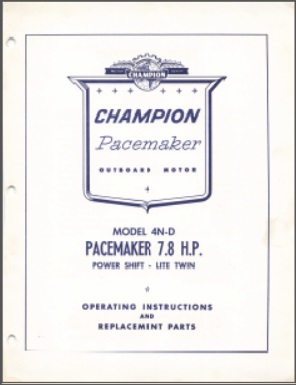 CHAMPION
CHAMPION
Pacemaker
OUTBOARD MOTOR
MODEL 4N-D
PACEMAKER 7.8 H.P.
POWER SHIFT - LITE TWIN
OPERATING INSTRUCTIONS
AND
REPLACEMENT PARTS